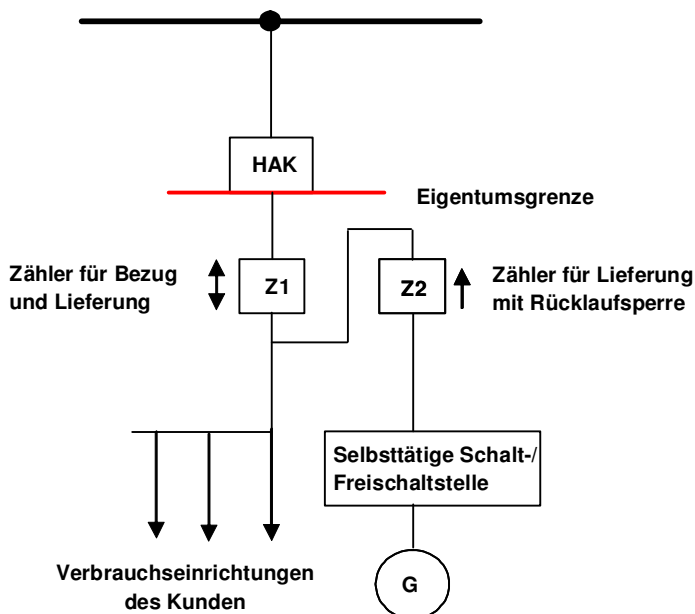 HAK
Eigentumsgrenze
Zähler für Bezug
und Lieferung
Z1
Z2
Zähler für Lieferung
mit Rücklaufsperre
Selbsttätige Schalt-/
Freischaltstelle
Verbrauchseinrichtungen
des Kunden
G